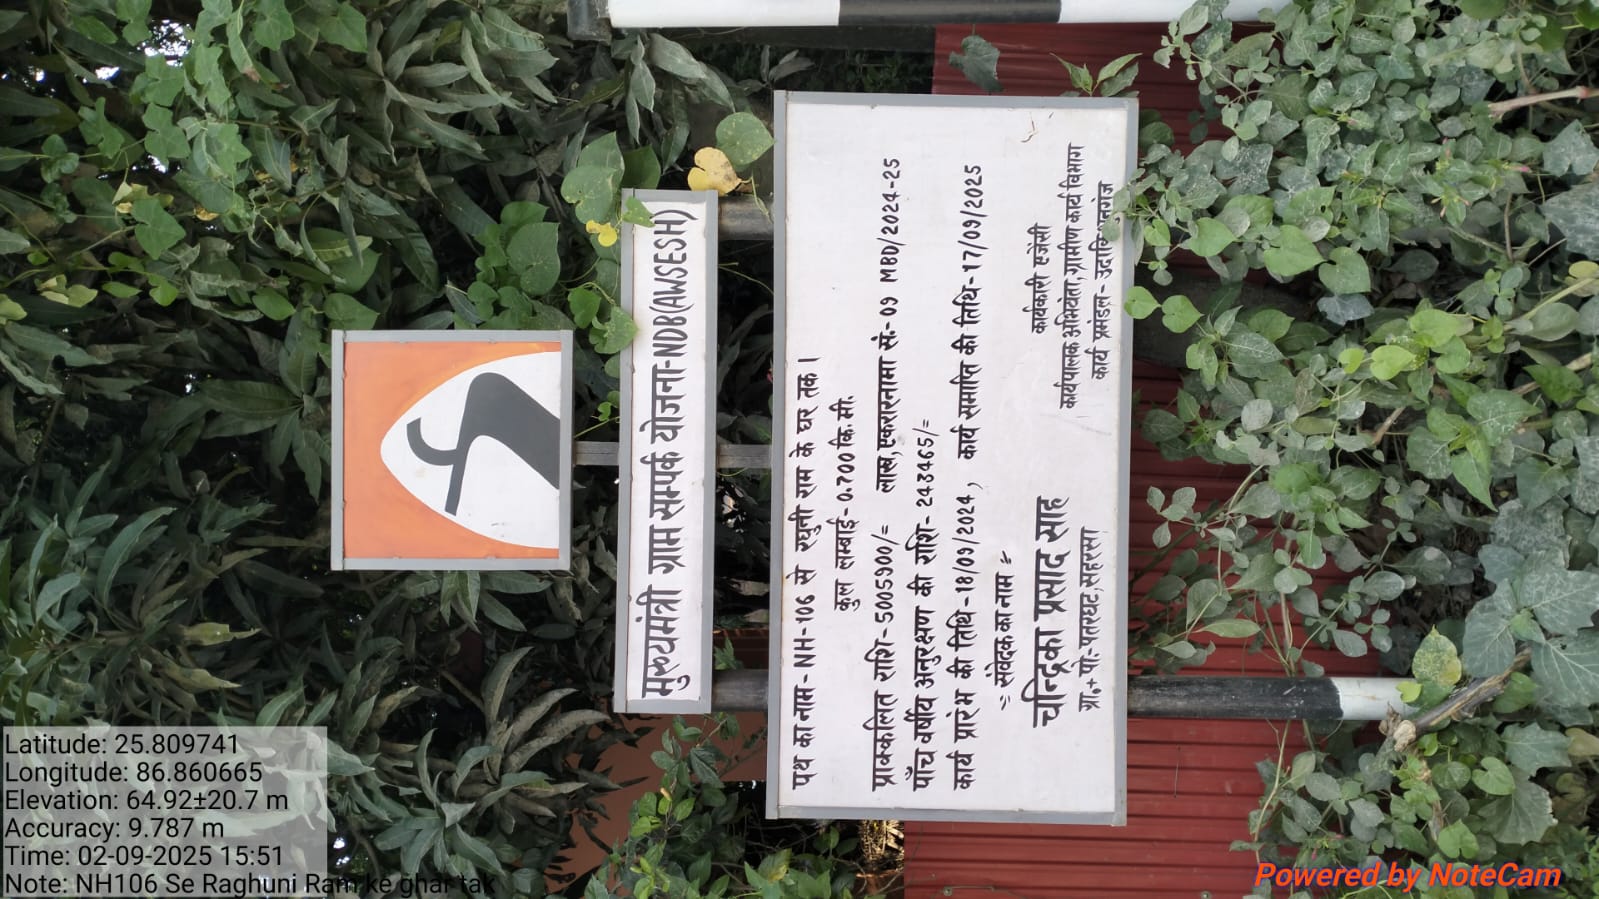 मुख्यमंत्री ग्राम सम्पर्क योजना-NDB(AWSEESH)
पथ का नाम- NH-106 से रघुनी राम के घर तक।
कुल लम्बाई- 0.700 कि.मी.
प्राक्कलित राशि- 5005900/= लाख, एकरारनामा सं.- 09 MBD/2024-25
पाँच वर्षीय अनुरक्षण की राशि- 243465/=
कार्य प्रारंभ की तिथि-18/09/2024, कार्य समाप्ति की तिथि-17/09/2025
:= संवेदक का नाम :=
चन्द्रिका प्रसाद साह
ग्रा.+ पो.- पतरघट, सहरसा
कार्यकारी एजेंसी
कार्यपालक अभियंता, ग्रामीण कार्य विभाग
कार्य प्रमंडल-
Latitude: 25.809741
Longitude: 86.860665
Elevation: 64.92±20.7 m
Accuracy: 9.787 m
Time: 02-09-2025 15:51
Note: NH106 Se Raghuni Ram ke ghar tak
Powered by NoteCam